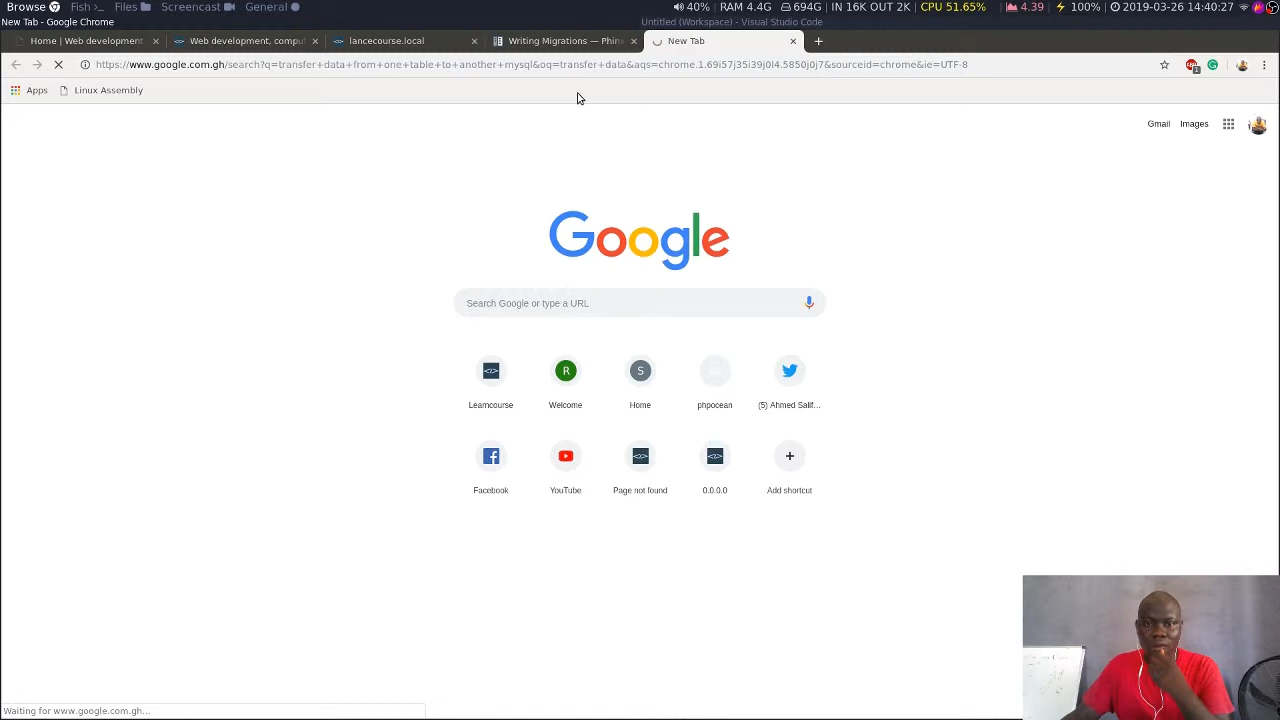 Browse Fish >_ Files Screencast General 40% RAM 4.4G 694G IN 16K OUT 2K CPU 51.65% 4.39 100% 2019-03-26 14:40:27
New Tab - Google Chrome Untitled (Workspace) - Visual Studio Code
Home | Web development Web development, compu lancecourse.local Writing Migrations — Phin New Tab
https://www.google.com.gh/search?q=transfer+data+from+one+table+to+another+mysql&oq=transfer+data&aqs=chrome.1.69i57j35i39j0l4.5850j0j7&sourceid=chrome&ie=UTF-8
Apps Linux Assembly
Gmail Images
Google
Search Google or type a URL
R S
Learncourse Welcome Home phpocean (5) Ahmed Salif...
Facebook YouTube Page not found 0.0.0.0 Add shortcut
Waiting for www.google.com.gh...